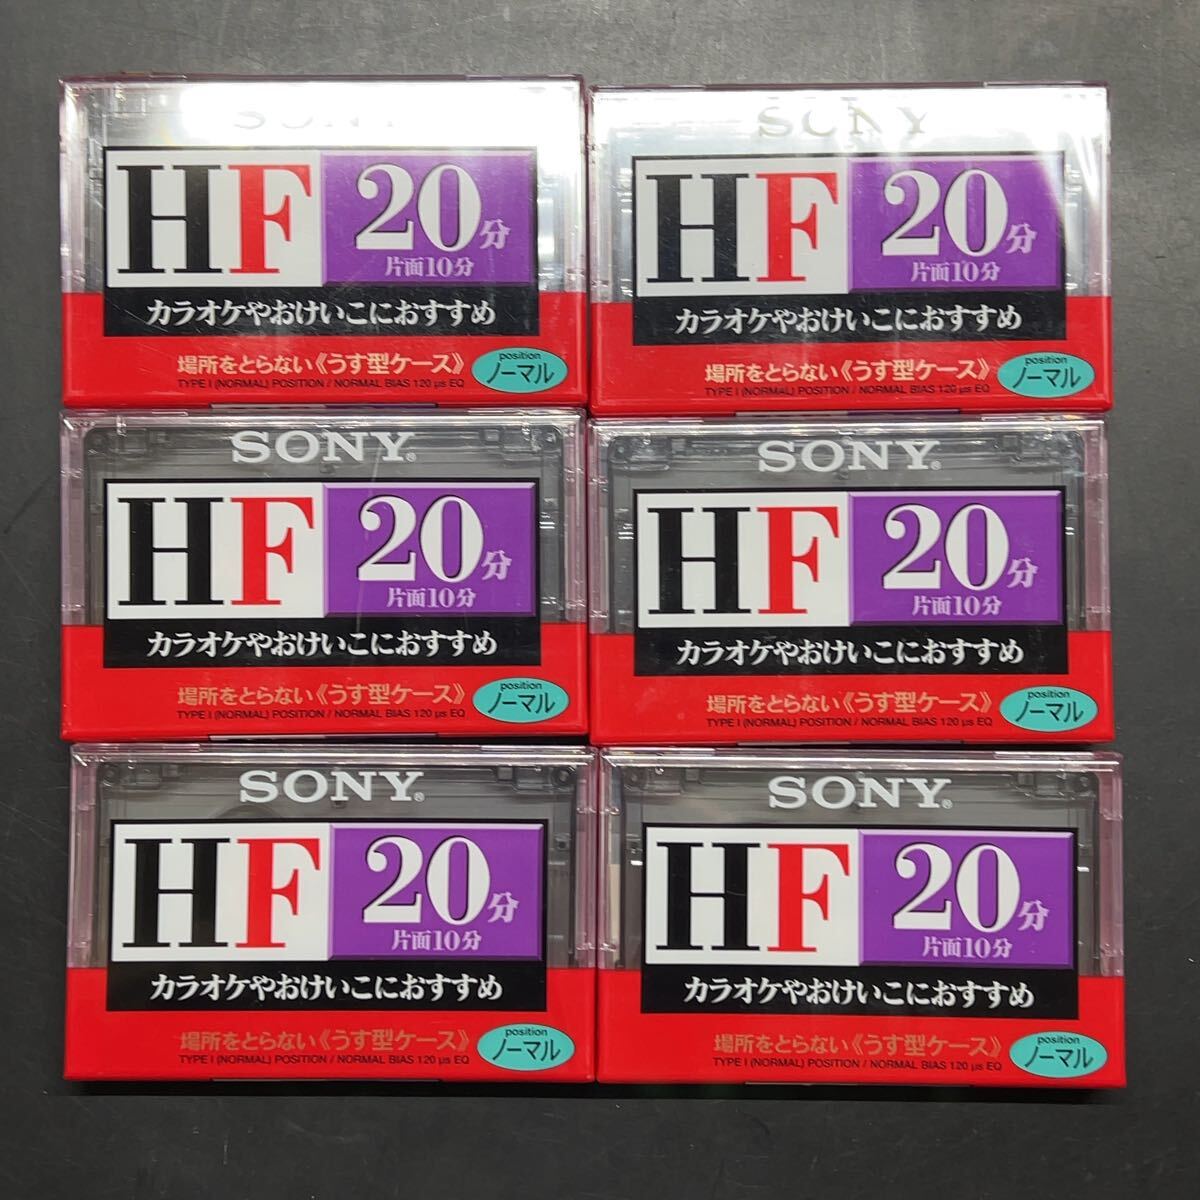 SONY
HF 20分
片面10分
カラオケやおけいこにおすすめ
場所をとらない《うす型ケース》
position
ノーマル
TYPE I (NORMAL) POSITION / NORMAL BIAS 120 µs EQ
SONY
HF 20分
片面10分
カラオケやおけいこにおすすめ
場所をとらない《うす型ケース》
position
ノーマル
TYPE I (NORMAL) POSITION / NORMAL BIAS 120 µs EQ
SONY®
HF 20分
片面10分
カラオケやおけいこにおすすめ
場所をとらない《うす型ケース》
position
ノーマル
TYPE I (NORMAL) POSITION / NORMAL BIAS 120 µs EQ
SONY®
HF 20分
片面10分
カラオケやおけいこにおすすめ
場所をとらない《うす型ケース》
position
ノーマル
TYPE I (NORMAL) POSITION / NORMAL BIAS 120 µs EQ
SONY®
HF 20分
片面10分
カラオケやおけいこにおすすめ
場所をとらない《うす型ケース》
position
ノーマル
TYPE I (NORMAL) POSITION / NORMAL BIAS 120 µs EQ
SONY®
HF 20分
片面10分
カラオケやおけいこにおすすめ
場所をとらない《うす型ケース》
position
ノーマル
TYPE I (NORMAL) POSITION / NORMAL BIAS 120 µs EQ